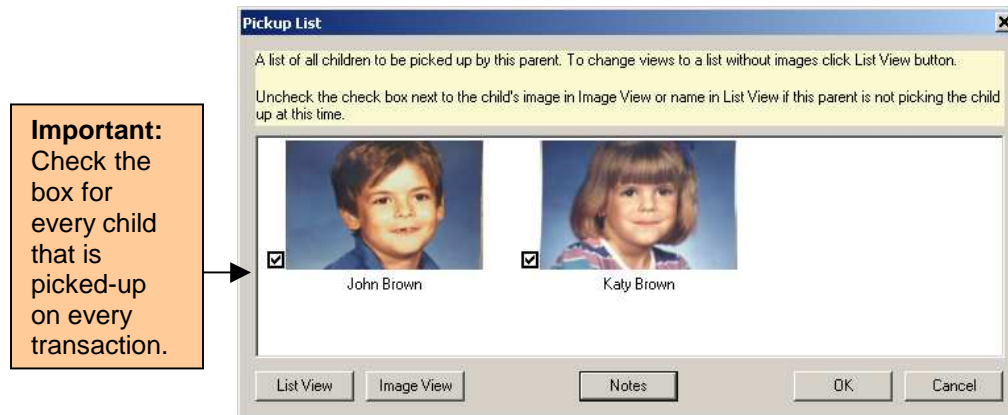 Pickup List
A list of all children to be picked up by this parent. To change views to a list without images click List View button.
Uncheck the check box next to the child's image in Image View or name in List View if this parent is not picking the child
up at this time.
Important:
Check the
box for
every child
that is
picked-up
on every
transaction.
John Brown
Katy Brown
List View
Image View
Notes
OK
Cancel